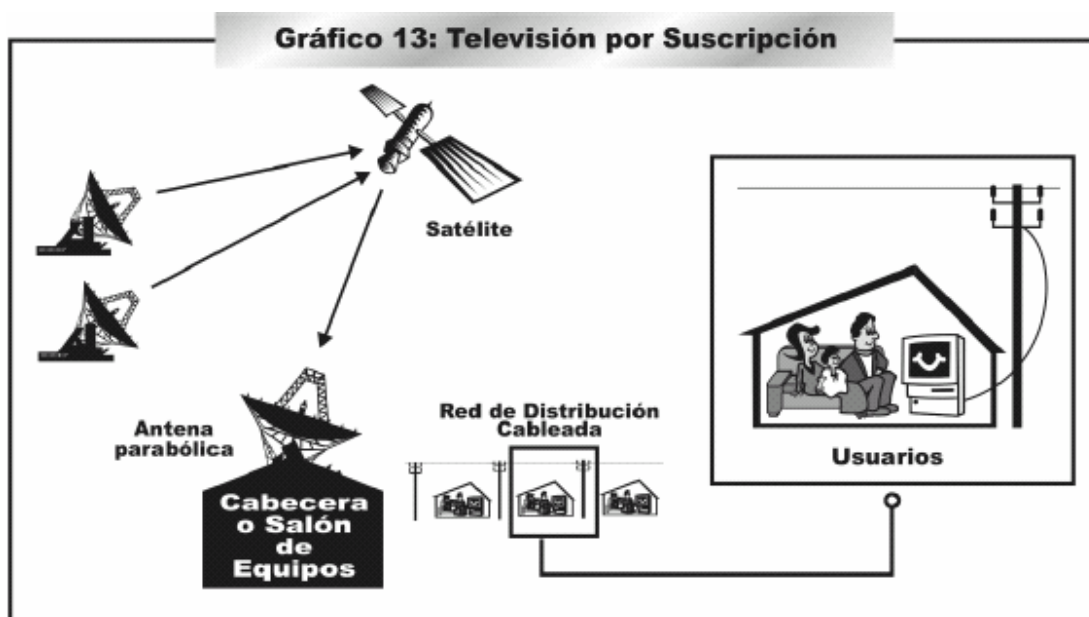 Gráfico 13: Televisión por Suscripción
Satélite
Antena
parabólica
Cabecera
o Salón
de
Equipos
Red de Distribución
Cableada
Usuarios